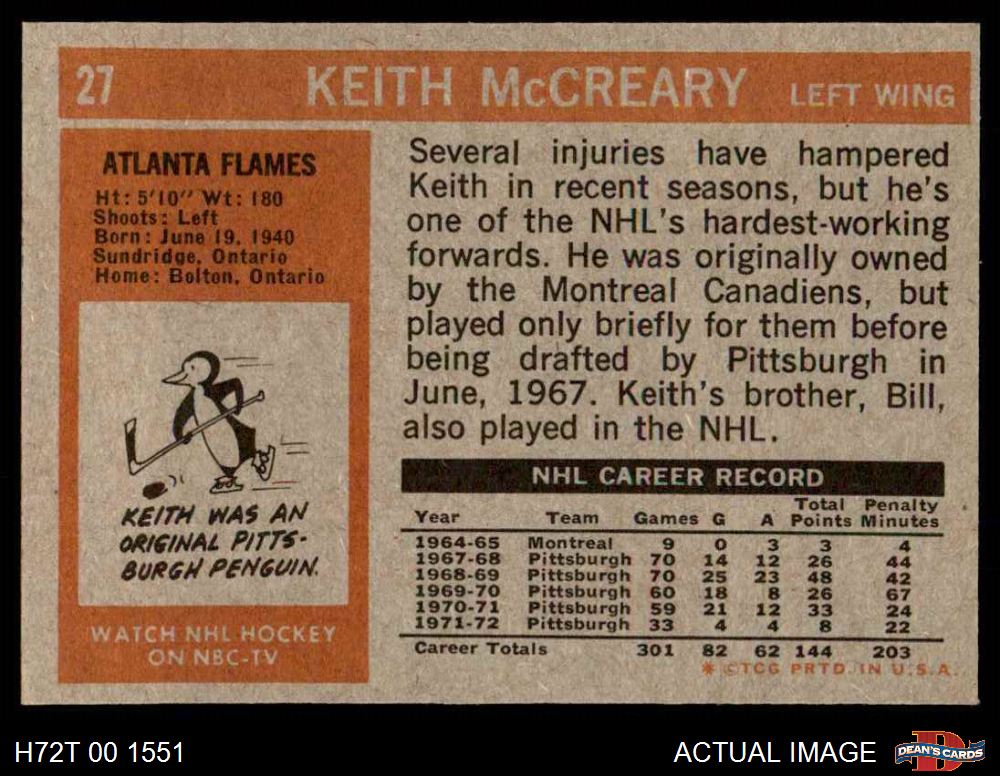 27 KEITH McCREARY LEFT WING
ATLANTA FLAMES
Ht: 5'10" Wt: 180
Shoots: Left
Born: June 19, 1940
Sundridge, Ontario
Home: Bolton, Ontario
KEITH WAS AN
ORIGINAL PITTS-
BURGH PENGUIN.
WATCH NHL HOCKEY
ON NBC-TV
Several injuries have hampered
Keith in recent seasons, but he's
one of the NHL's hardest-working
forwards. He was originally owned
by the Montreal Canadiens, but
played only briefly for them before
being drafted by Pittsburgh in
June, 1967. Keith's brother, Bill,
also played in the NHL.
NHL CAREER RECORD
Year Team Games G A Total Points Penalty Minutes
1964-65 Montreal 9 0 3 3 4
1967-68 Pittsburgh 70 14 12 26 44
1968-69 Pittsburgh 70 25 23 48 42
1969-70 Pittsburgh 60 18 8 26 67
1970-71 Pittsburgh 59 21 12 33 24
1971-72 Pittsburgh 33 4 4 8 22
Career Totals 301 82 62 144 203
* © TCG PRTD. IN U.S.A.
H72T 00 1551 ACTUAL IMAGE DEAN'S CARDS